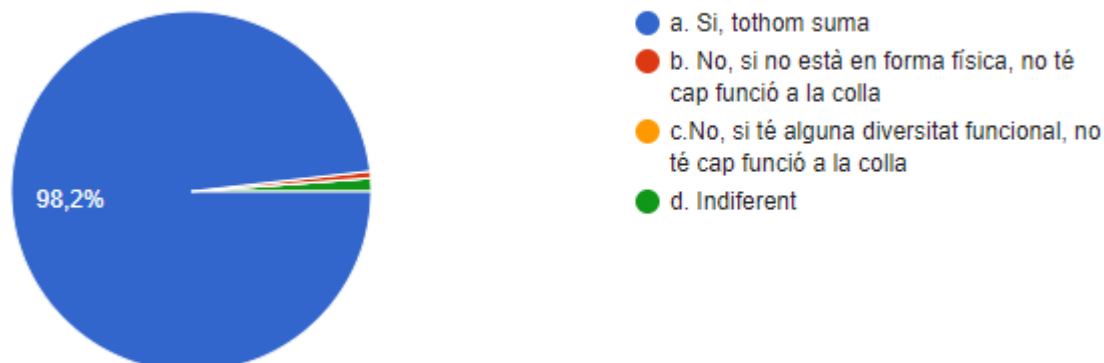 98,2%
a. Si, tothom suma
b. No, si no està en forma física, no té
cap funció a la colla
c.No, si té alguna diversitat funcional, no
té cap funció a la colla
d. Indiferent